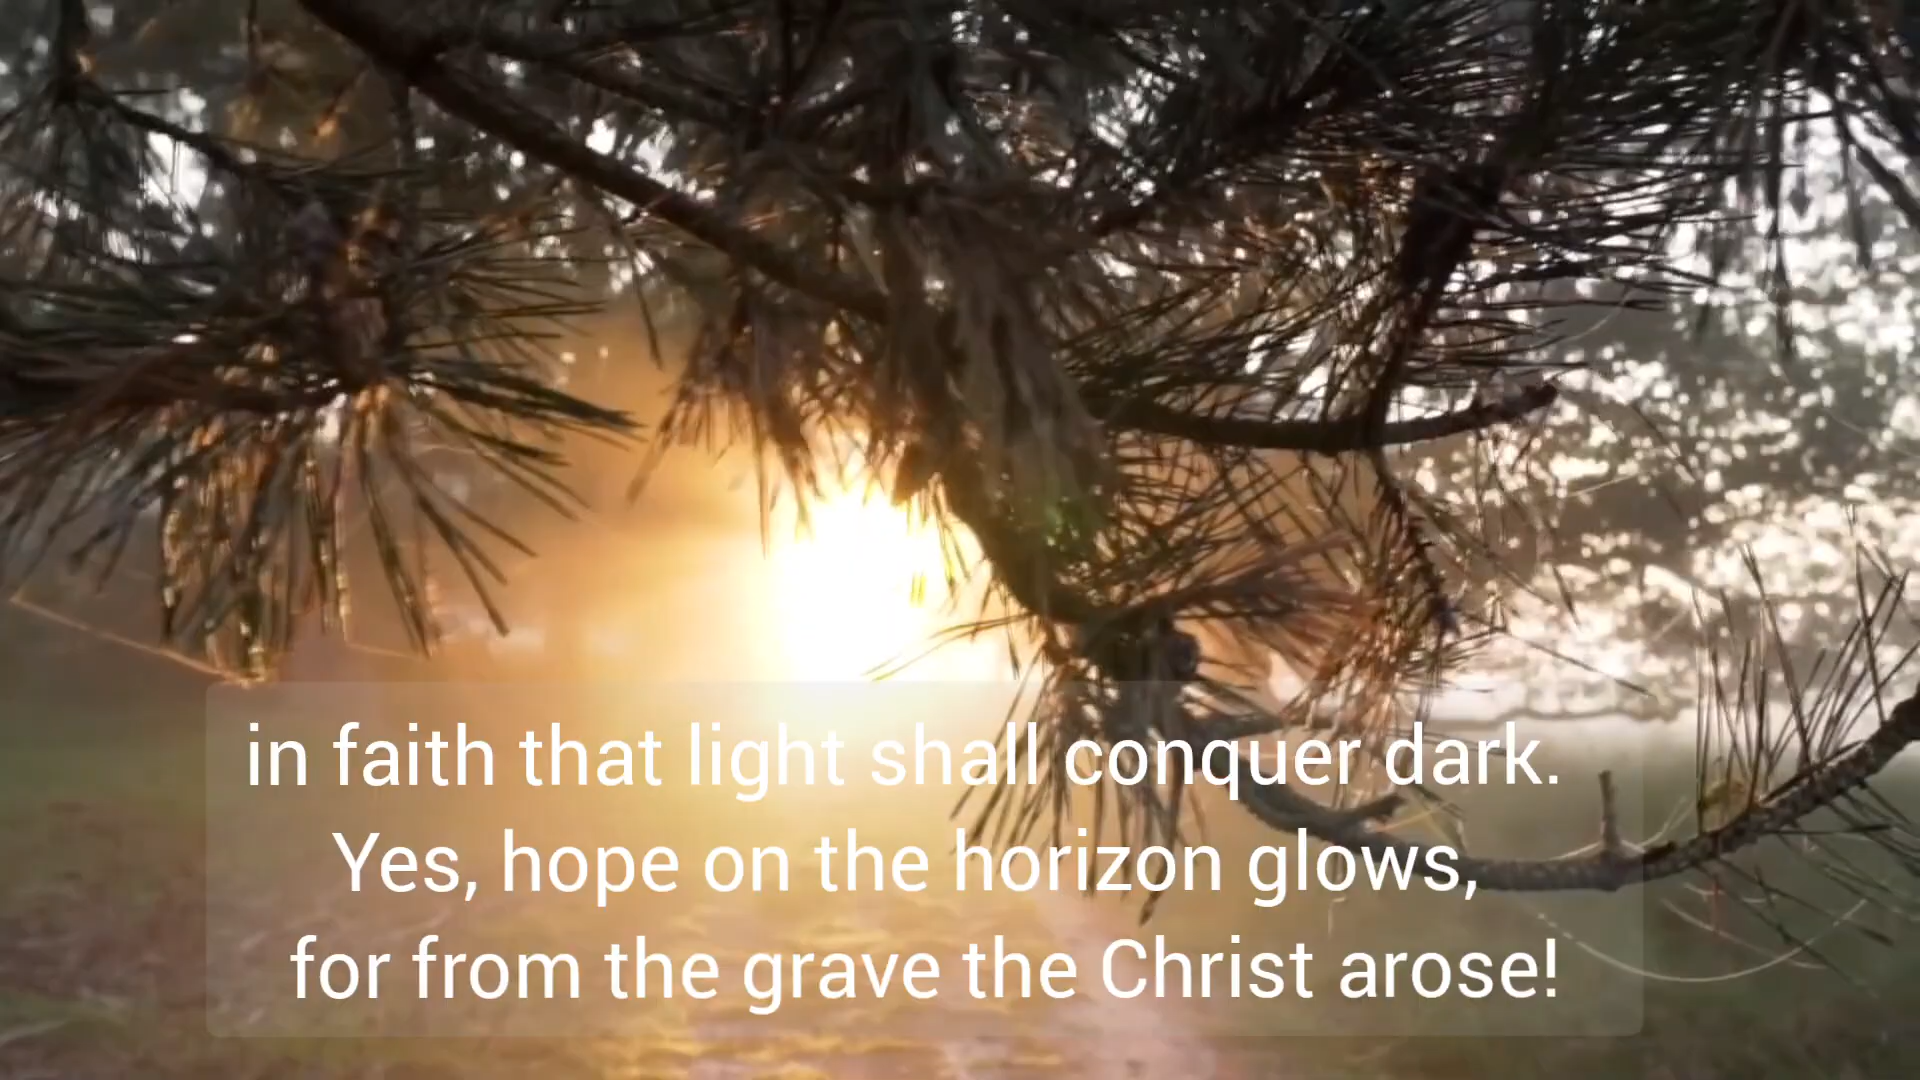 in faith that light shall conquer dark.
Yes, hope on the horizon glows,
for from the grave the Christ arose!